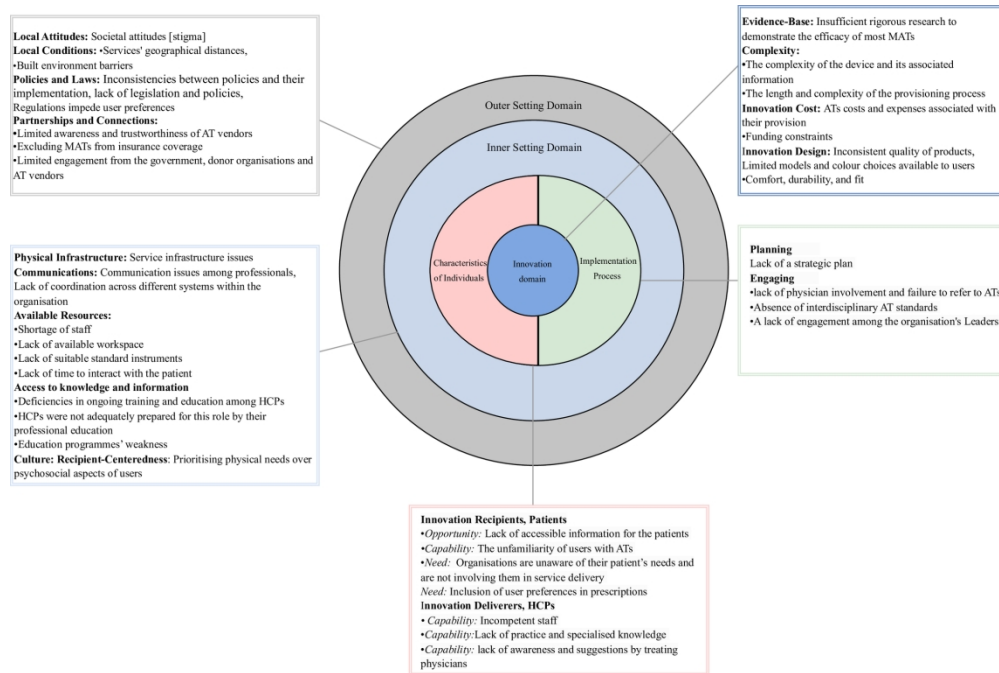 Local Attitudes: Societal attitudes [stigma]
Local Conditions: •Services' geographical distances,
•Built environment barriers
Policies and Laws: Inconsistencies between policies and their
implementation, lack of legislation and policies,
Regulations impede user preferences
Partnerships and Connections:
•Limited awareness and trustworthiness of AT vendors
•Excluding MATs from insurance coverage
•Limited engagement from the government, donor organisations and
AT vendors
Evidence-Base: Insufficient rigorous research to
demonstrate the efficacy of most MATs
Complexity:
•The complexity of the device and its associated
information
•The length and complexity of the provisioning process
Innovation Cost: ATs costs and expenses associated with
their provision
•Funding constraints
Innovation Design: Inconsistent quality of products,
Limited models and colour choices available to users
•Comfort, durability, and fit
Outer Setting Domain
Inner Setting Domain
Characteristics
of Individuals
Innovation
domain
Implementation
Process
Physical Infrastructure: Service infrastructure issues
Communications: Communication issues among professionals,
Lack of coordination across different systems within the
organisation
Available Resources:
•Shortage of staff
•Lack of available workspace
•Lack of suitable standard instruments
•Lack of time to interact with the patient
Access to knowledge and information
•Deficiencies in ongoing training and education among HCPs
•HCPs were not adequately prepared for this role by their
professional education
•Education programmes' weakness
Culture: Recipient-Centeredness: Prioritising physical needs over
psychosocial aspects of users
Planning
Lack of a strategic plan
Engaging
•lack of physician involvement and failure to refer to ATs
•Absence of interdisciplinary AT standards
•A lack of engagement among the organisation's Leaders
Innovation Recipients, Patients
•Opportunity: Lack of accessible information for the patients
•Capability: The unfamiliarity of users with ATs
•Need: Organisations are unaware of their patient's needs and
are not involving them in service delivery
Need: Inclusion of user preferences in prescriptions
Innovation Deliverers, HCPs
• Capability: Incompetent staff
•Capability:Lack of practice and specialised knowledge
•Capability: lack of awareness and suggestions by treating
physicians